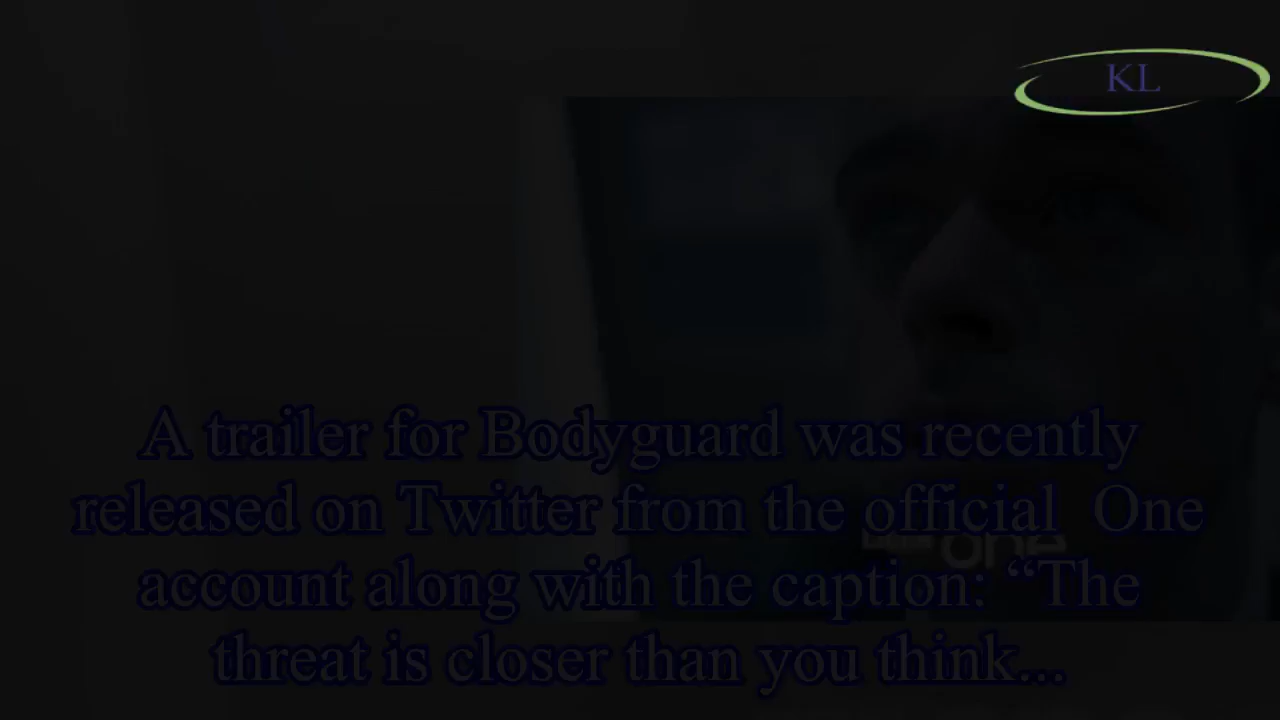 KL
A trailer for Bodyguard was recently
released on Twitter from the official One
account along with the caption: “The
threat is closer than you think...
one